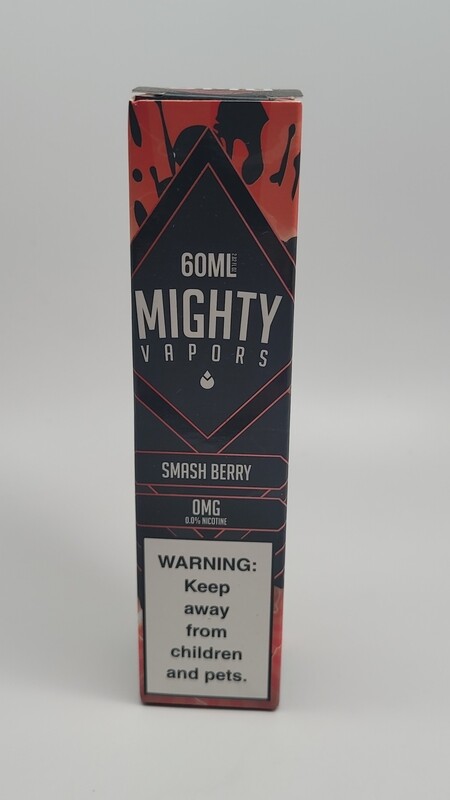 60ML
MIGHTY
VAPORS
SMASH BERRY
0MG
0.0% NICOTINE
WARNING:
Keep
away
from
children
and pets.